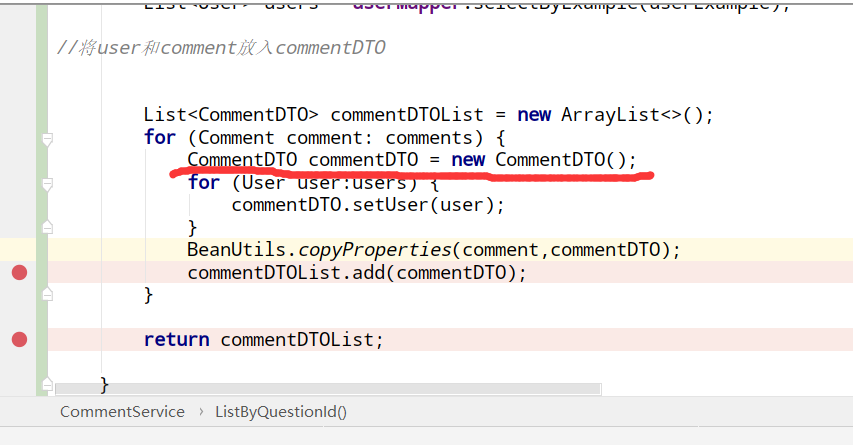 List<User> users = userMapper.selectByExample(userExample);
//将user和comment放入commentDTO
List<CommentDTO> commentDTOList = new ArrayList<>();
for (Comment comment: comments) {
CommentDTO commentDTO = new CommentDTO();
for (User user:users) {
commentDTO.setUser(user);
}
BeanUtils.copyProperties(comment,commentDTO);
commentDTOList.add(commentDTO);
}
return commentDTOList;
}
CommentService › ListByQuestionId()